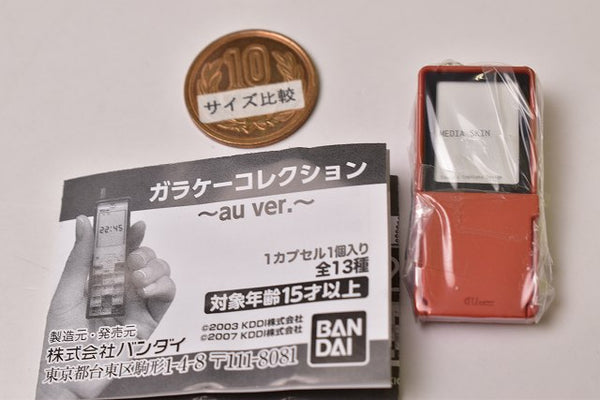 10
サイズ比較
MEDIA SKIN
ガラケーコレクション
～au ver.～
22:45
1カプセル1個入り
全13種
対象年齢15才以上
©2003 KDDI株式会社
©2007 KDDI株式会社
BAN
DAI
製造元・発売元
株式会社バンダイ
東京都台東区駒形1-4-8 〒111-8081
au